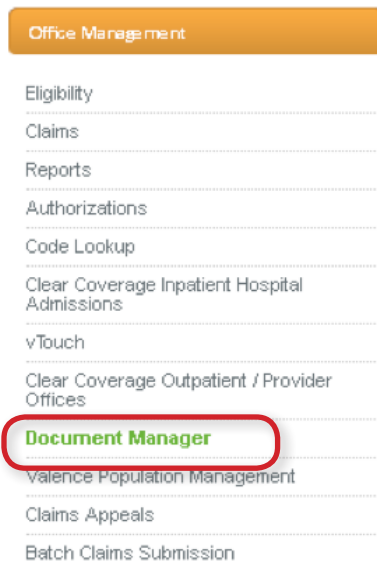 Office Management
Eligibility
Claims
Reports
Authorizations
Code Lookup
Clear Coverage Inpatient Hospital
Admissions
vTouch
Clear Coverage Outpatient / Provider
Offices
Document Manager
Valence Population Management
Claims Appeals
Batch Claims Submission